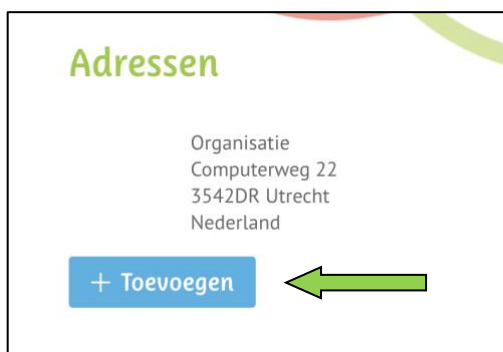 Adressen
Organisatie
Computerweg 22
3542DR Utrecht
Nederland
+ Toevoegen